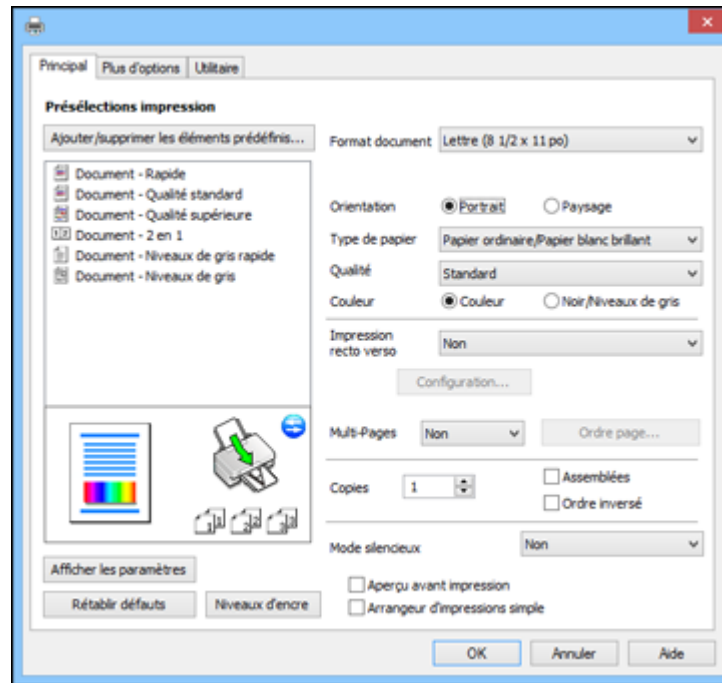 Principal Plus d'options Utilitaire
Présélections impression
Ajouter/supprimer les éléments prédéfinis...
Document - Rapide
Document - Qualité standard
Document - Qualité supérieure
Document - 2 en 1
Document - Niveaux de gris rapide
Document - Niveaux de gris
Afficher les paramètres
Rétablir défauts Niveaux d'encre
Format document Lettre (8 1/2 x 11 po)
Orientation Portrait Paysage
Type de papier Papier ordinaire/Papier blanc brillant
Qualité Standard
Couleur Couleur Noir/Niveaux de gris
Impression
recto verso Non
Configuration...
Multi-Pages Non Ordre page...
Copies 1 Assemblées
Ordre inversé
Mode silencieux Non
Aperçu avant impression
Arrangeur d'impressions simple
OK Annuler Aide